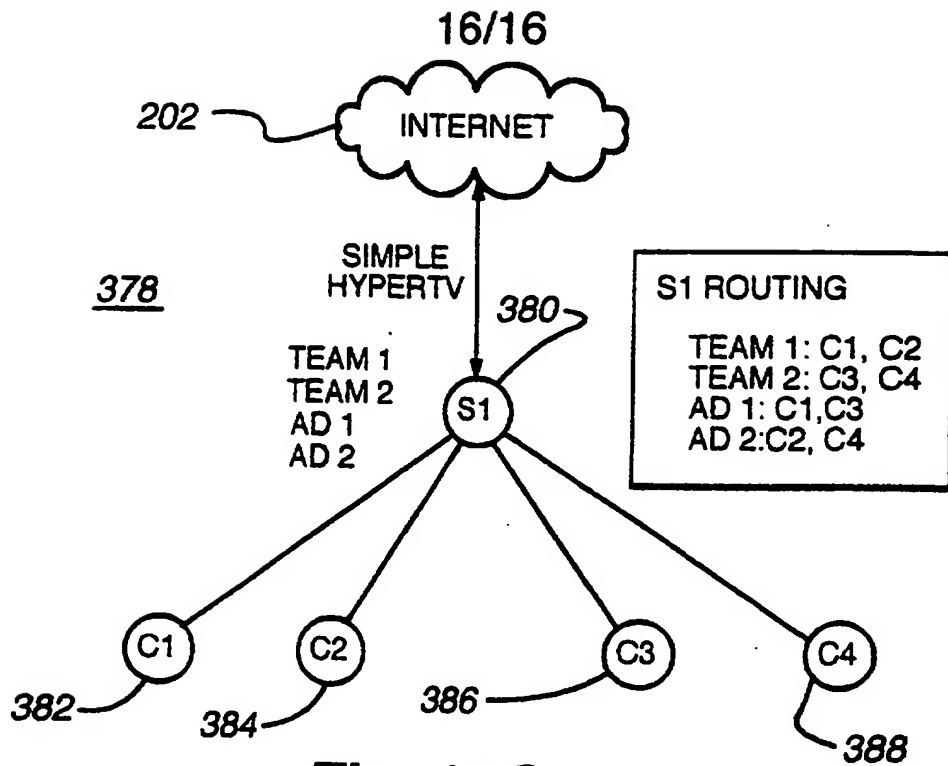 16/16
202
INTERNET
SIMPLE
HYPERTV
378
380
S1 ROUTING
TEAM 1: C1, C2
TEAM 2: C3, C4
AD 1: C1,C3
AD 2:C2, C4
TEAM 1
TEAM 2
AD 1
AD 2
S1
C1
C2
C3
C4
382
384
386
388